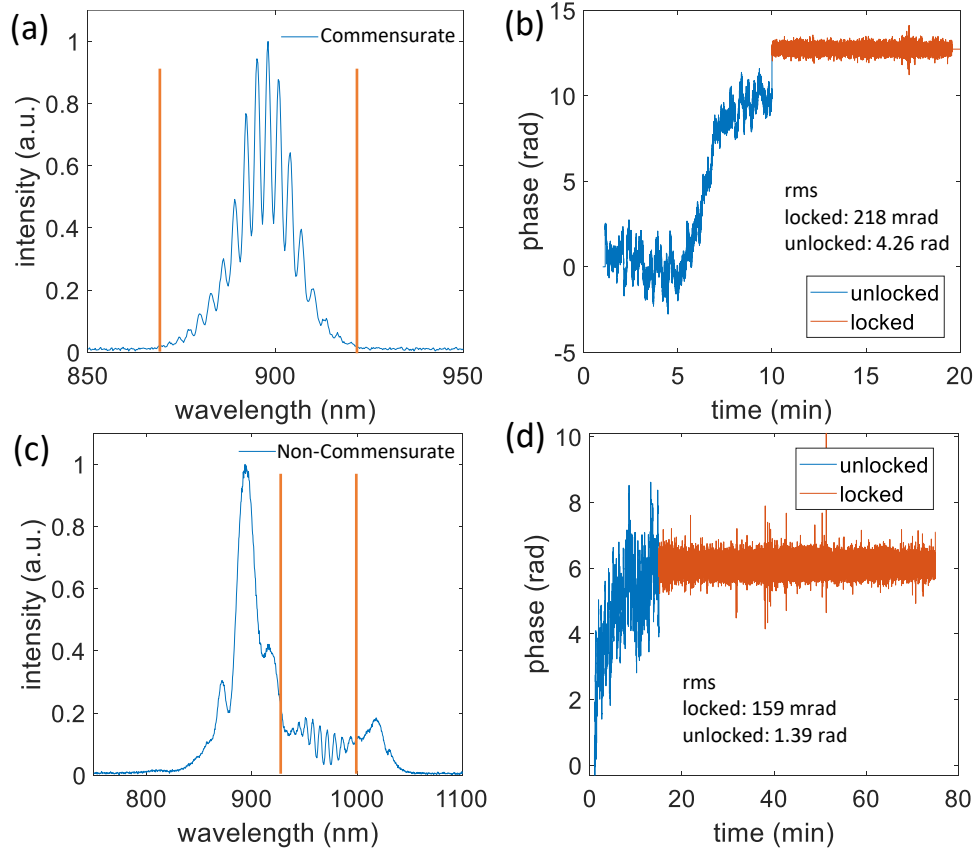 (a)
Commensurate
intensity (a.u.)
1
0.8
0.6
0.4
0.2
0
850
900
950
wavelength (nm)
(b)
phase (rad)
15
10
5
0
-5
rms
locked: 218 mrad
unlocked: 4.26 rad
unlocked
locked
0
5
10
15
20
time (min)
(c)
Non-Commensurate
intensity (a.u.)
1
0.8
0.6
0.4
0.2
0
800
900
1000
1100
wavelength (nm)
(d)
phase (rad)
10
8
6
4
2
0
unlocked
locked
rms
locked: 159 mrad
unlocked: 1.39 rad
0
20
40
60
80
time (min)